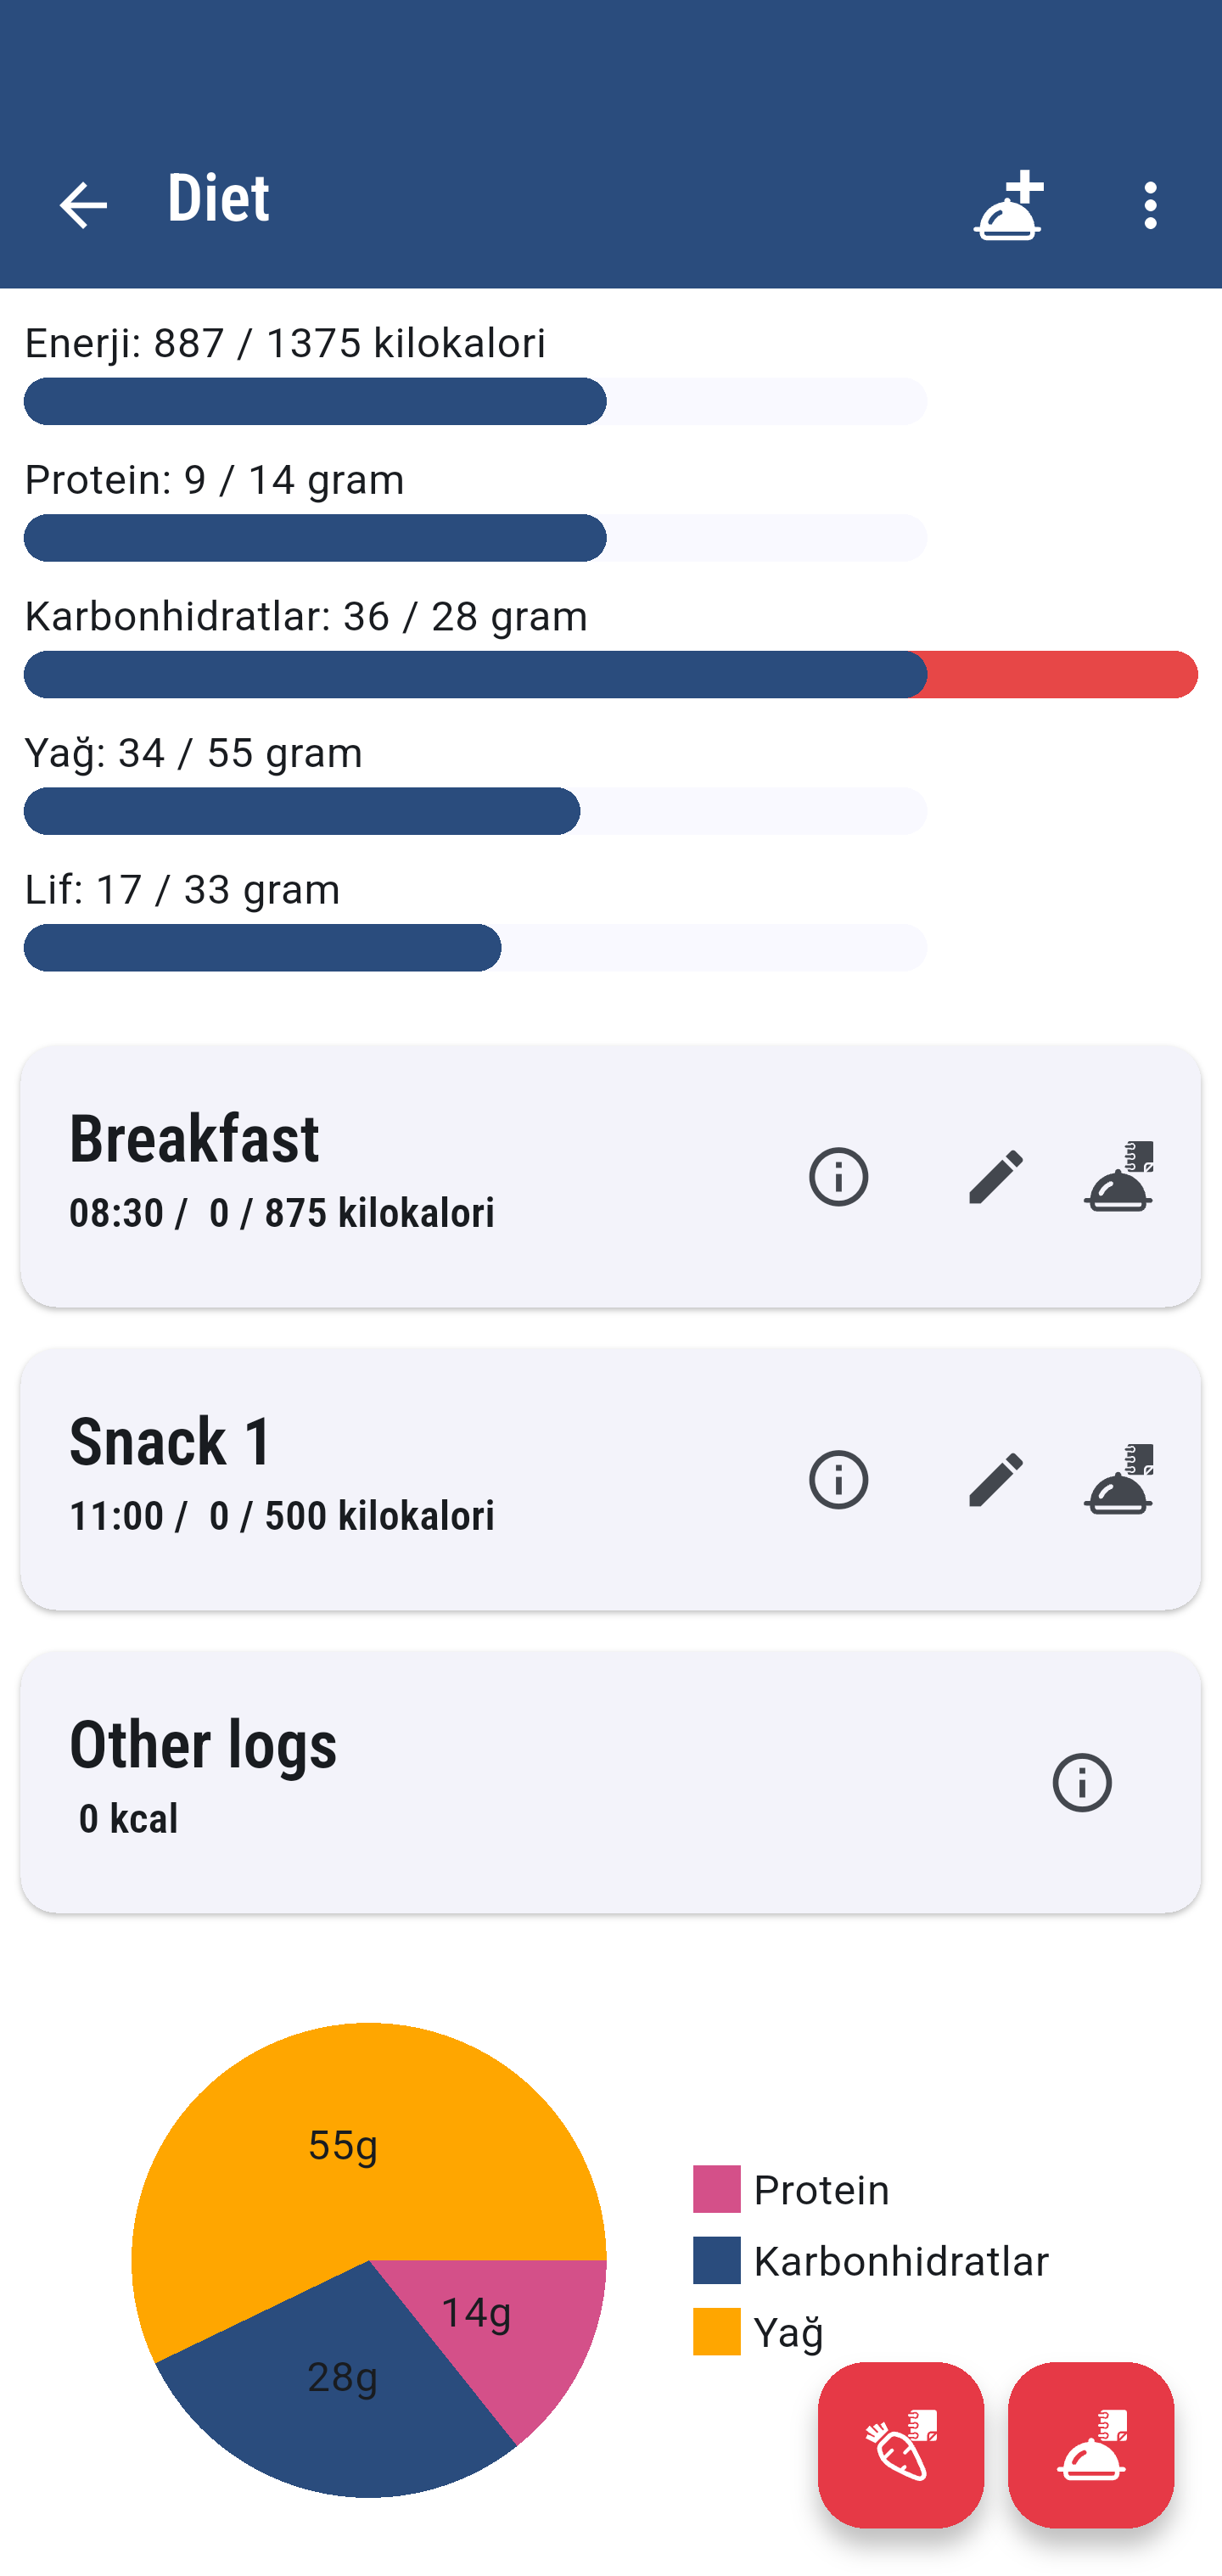 Diet
Enerji: 887 / 1375 kilokalori
Protein: 9 / 14 gram
Karbonhidratlar: 36 / 28 gram
Yağ: 34 / 55 gram
Lif: 17 / 33 gram
Breakfast
08:30 /  0 / 875 kilokalori
Snack 1
11:00 /  0 / 500 kilokalori
Other logs
0 kcal
55g
14g
28g
Protein
Karbonhidratlar
Yağ